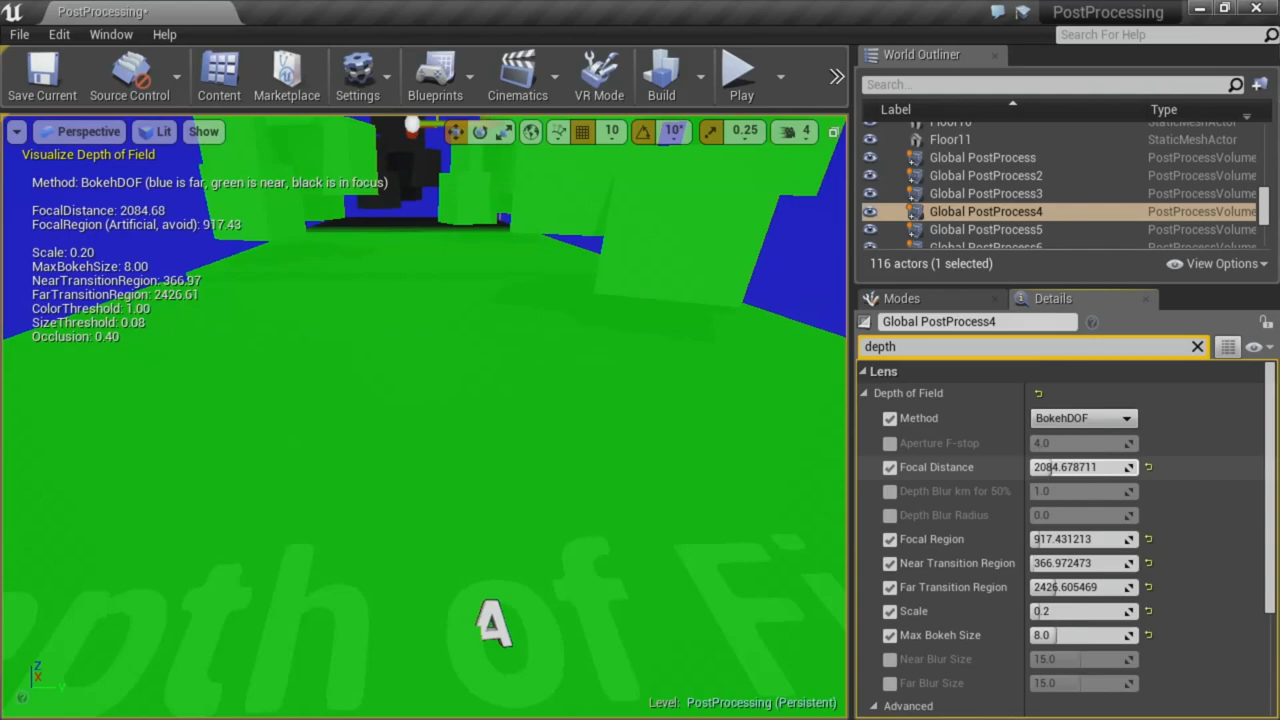 PostProcessing*
PostProcessing
File Edit Window Help
Search For Help
Save Current Source Control Content Marketplace Settings Blueprints Cinematics VR Mode Build Play
World Outliner
Search...
Label Type
Floor10 StaticMeshActor
Floor11 StaticMeshActor
Global PostProcess PostProcessVolume
Global PostProcess2 PostProcessVolume
Global PostProcess3 PostProcessVolume
Global PostProcess4 PostProcessVolume
Global PostProcess5 PostProcessVolume
Global PostProcess6 PostProcessVolume
116 actors (1 selected) View Options
Perspective Lit Show 10 10° 0.25 4
Visualize Depth of Field
Method: BokehDOF (blue is far, green is near, black is in focus)
FocalDistance: 2084.68
FocalRegion (Artificial, avoid): 917.43
Scale: 0.20
MaxBokehSize: 8.00
NearTransitionRegion: 366.97
FarTransitionRegion: 2426.61
ColorThreshold: 1.00
SizeThreshold: 0.08
Occlusion: 0.40
epth of Fi
A
Z
X
Y
Level: PostProcessing (Persistent)
Modes Details
Global PostProcess4
depth
Lens
Depth of Field
Method BokehDOF
Aperture F-stop 4.0
Focal Distance 2084.678711
Depth Blur km for 50% 1.0
Depth Blur Radius 0.0
Focal Region 917.431213
Near Transition Region 366.972473
Far Transition Region 2426.605469
Scale 0.2
Max Bokeh Size 8.0
Near Blur Size 15.0
Far Blur Size 15.0
Advanced